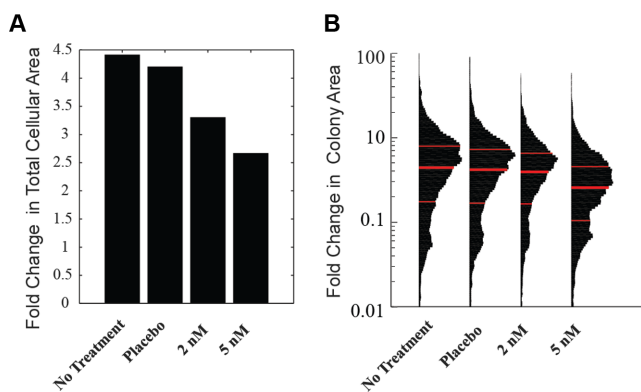 A
Fold Change in Total Cellular Area
4.5
4
3.5
3
2.5
2
1.5
1
0.5
0
No Treatment
Placebo
2 nM
5 nM
B
Fold Change in Colony Area
100
10
0.1
0.01
No Treatment
Placebo
2 nM
5 nM